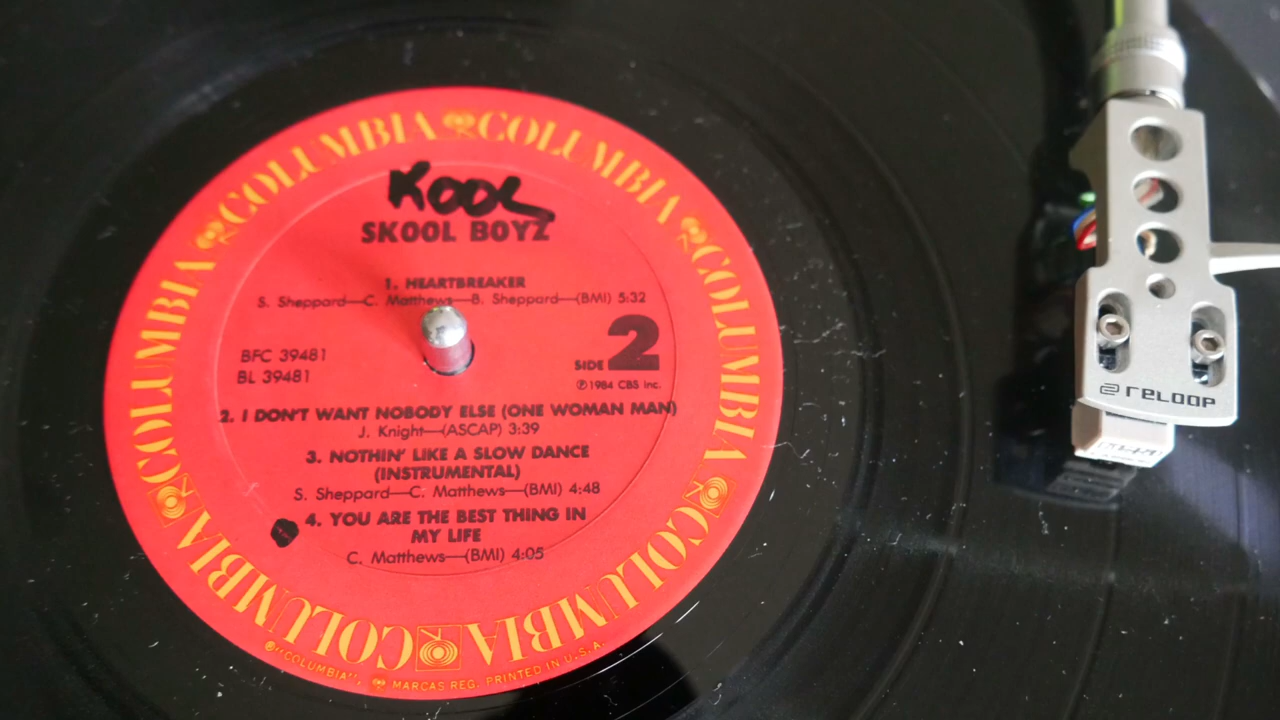 COLUMBIA COLUMBIA COLUMBIA COLUMBIA COLUMBIA COLUMBIA COLUMBIA COLUMBIA
KOOL
SKOOL BOYZ
1. HEARTBREAKER
S. Sheppard—C. Matthews—B. Sheppard—(BMI) 5:32
BFC 39481
BL 39481
SIDE 2
℗ 1984 CBS Inc.
2. I DON'T WANT NOBODY ELSE (ONE WOMAN MAN)
J. Knight—(ASCAP) 3:39
3. NOTHIN' LIKE A SLOW DANCE
(INSTRUMENTAL)
S. Sheppard—C. Matthews—(BMI) 4:48
4. YOU ARE THE BEST THING IN
MY LIFE
C. Matthews—(BMI) 4:05
®"COLUMBIA", MARCAS REG. PRINTED IN U.S.A.
reLOOP